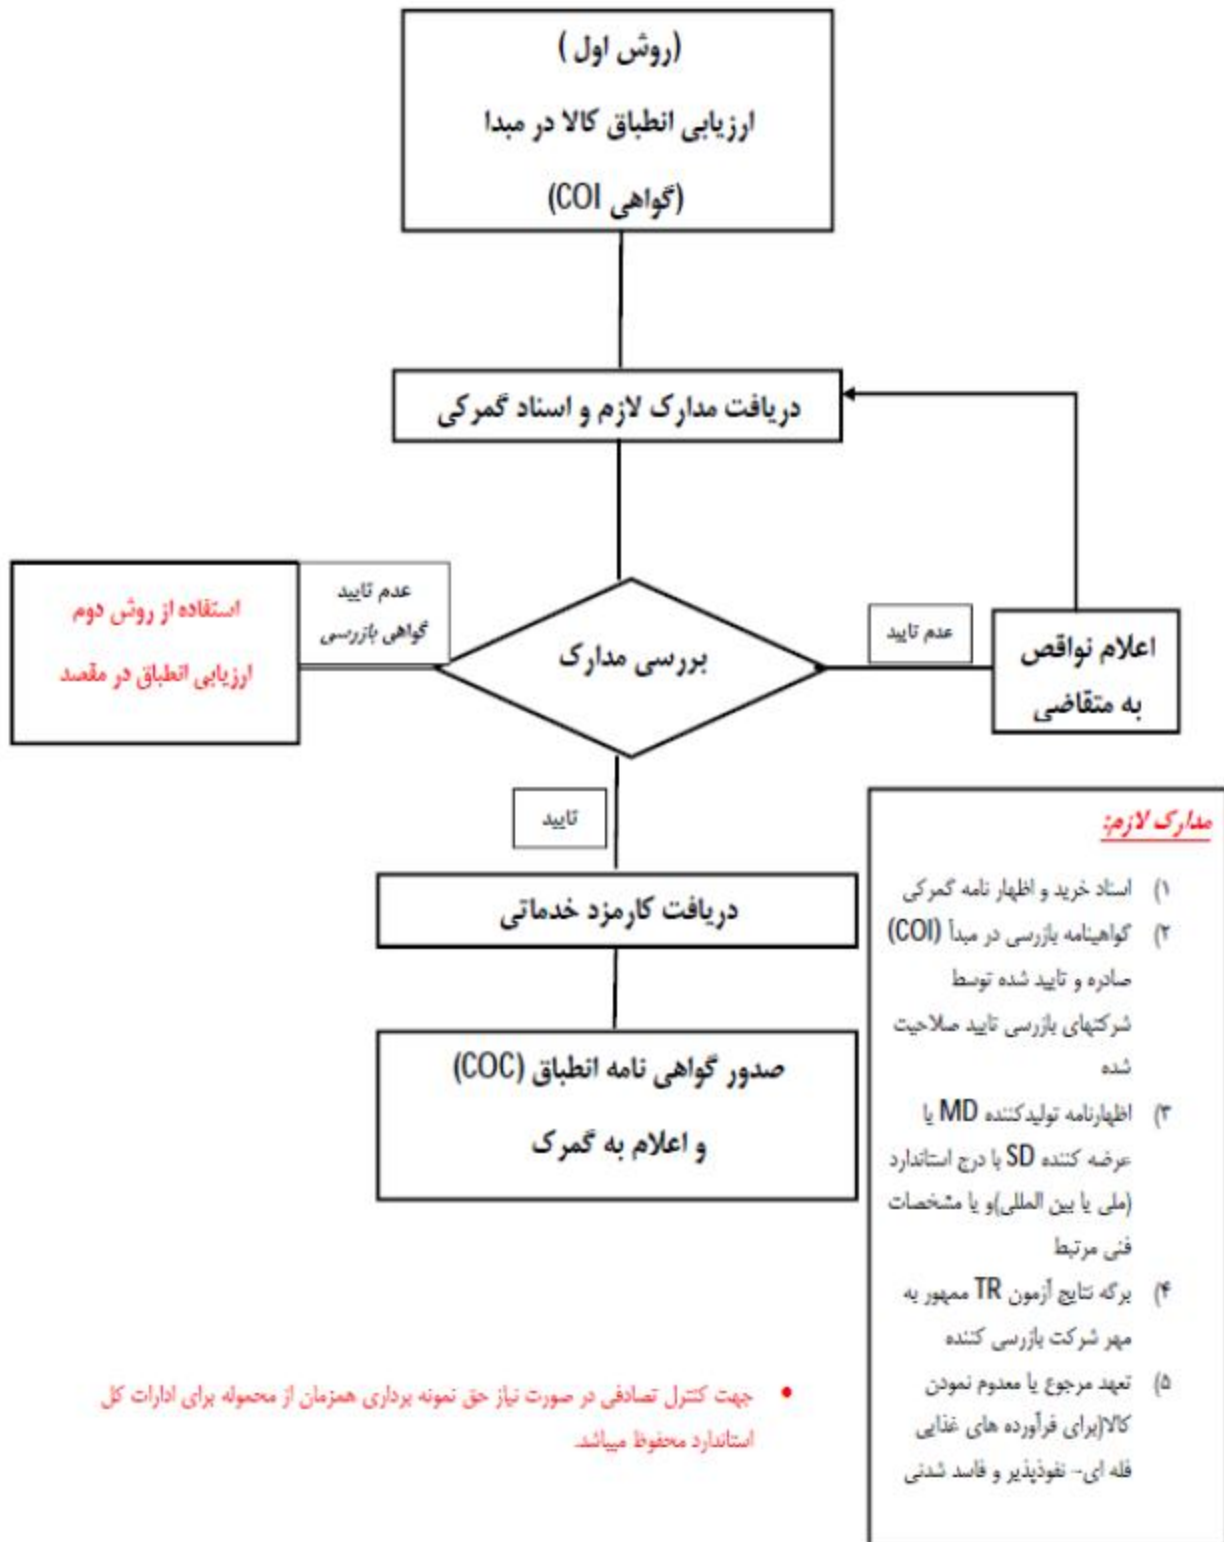 (روش اول )
ارزیابی انطباق کالا در مبدا
(گواهی COI)
دریافت مدارک لازم و اسناد گمرکی
استفاده از روش دوم
ارزیابی انطباق در مقصد
عدم تایید
گواهی بازرسی
بررسی مدارک
عدم تایید
اعلام نواقص
به متقاضی
تایید
دریافت کارمزد خدماتی
صدور گواهی نامه انطباق (COC)
و اعلام به گمرک
مدارک لازم:
۱) اسناد خرید و اظهار نامه گمرکی
۲) گواهینامه بازرسی در مبدأ (COI)
صادره و تایید شده توسط
شرکتهای بازرسی تایید صلاحیت
شده
۳) اظهارنامه تولیدکننده MD یا
عرضه کننده SD با درج استاندارد
(ملی یا بین المللی)و یا مشخصات
فنی مرتبط
۴) برگه نتایج آزمون TR ممهور به
مهر شرکت بازرسی کننده
۵) تعهد مرجوع یا معدوم نمودن
کالا(برای فرآورده های غذایی
فله ای- نفوذپذیر و فاسد شدنی
• جهت کنترل تصادفی در صورت نیاز حق نمونه برداری همزمان از محموله برای ادارات کل
استاندارد محفوظ میباشد.